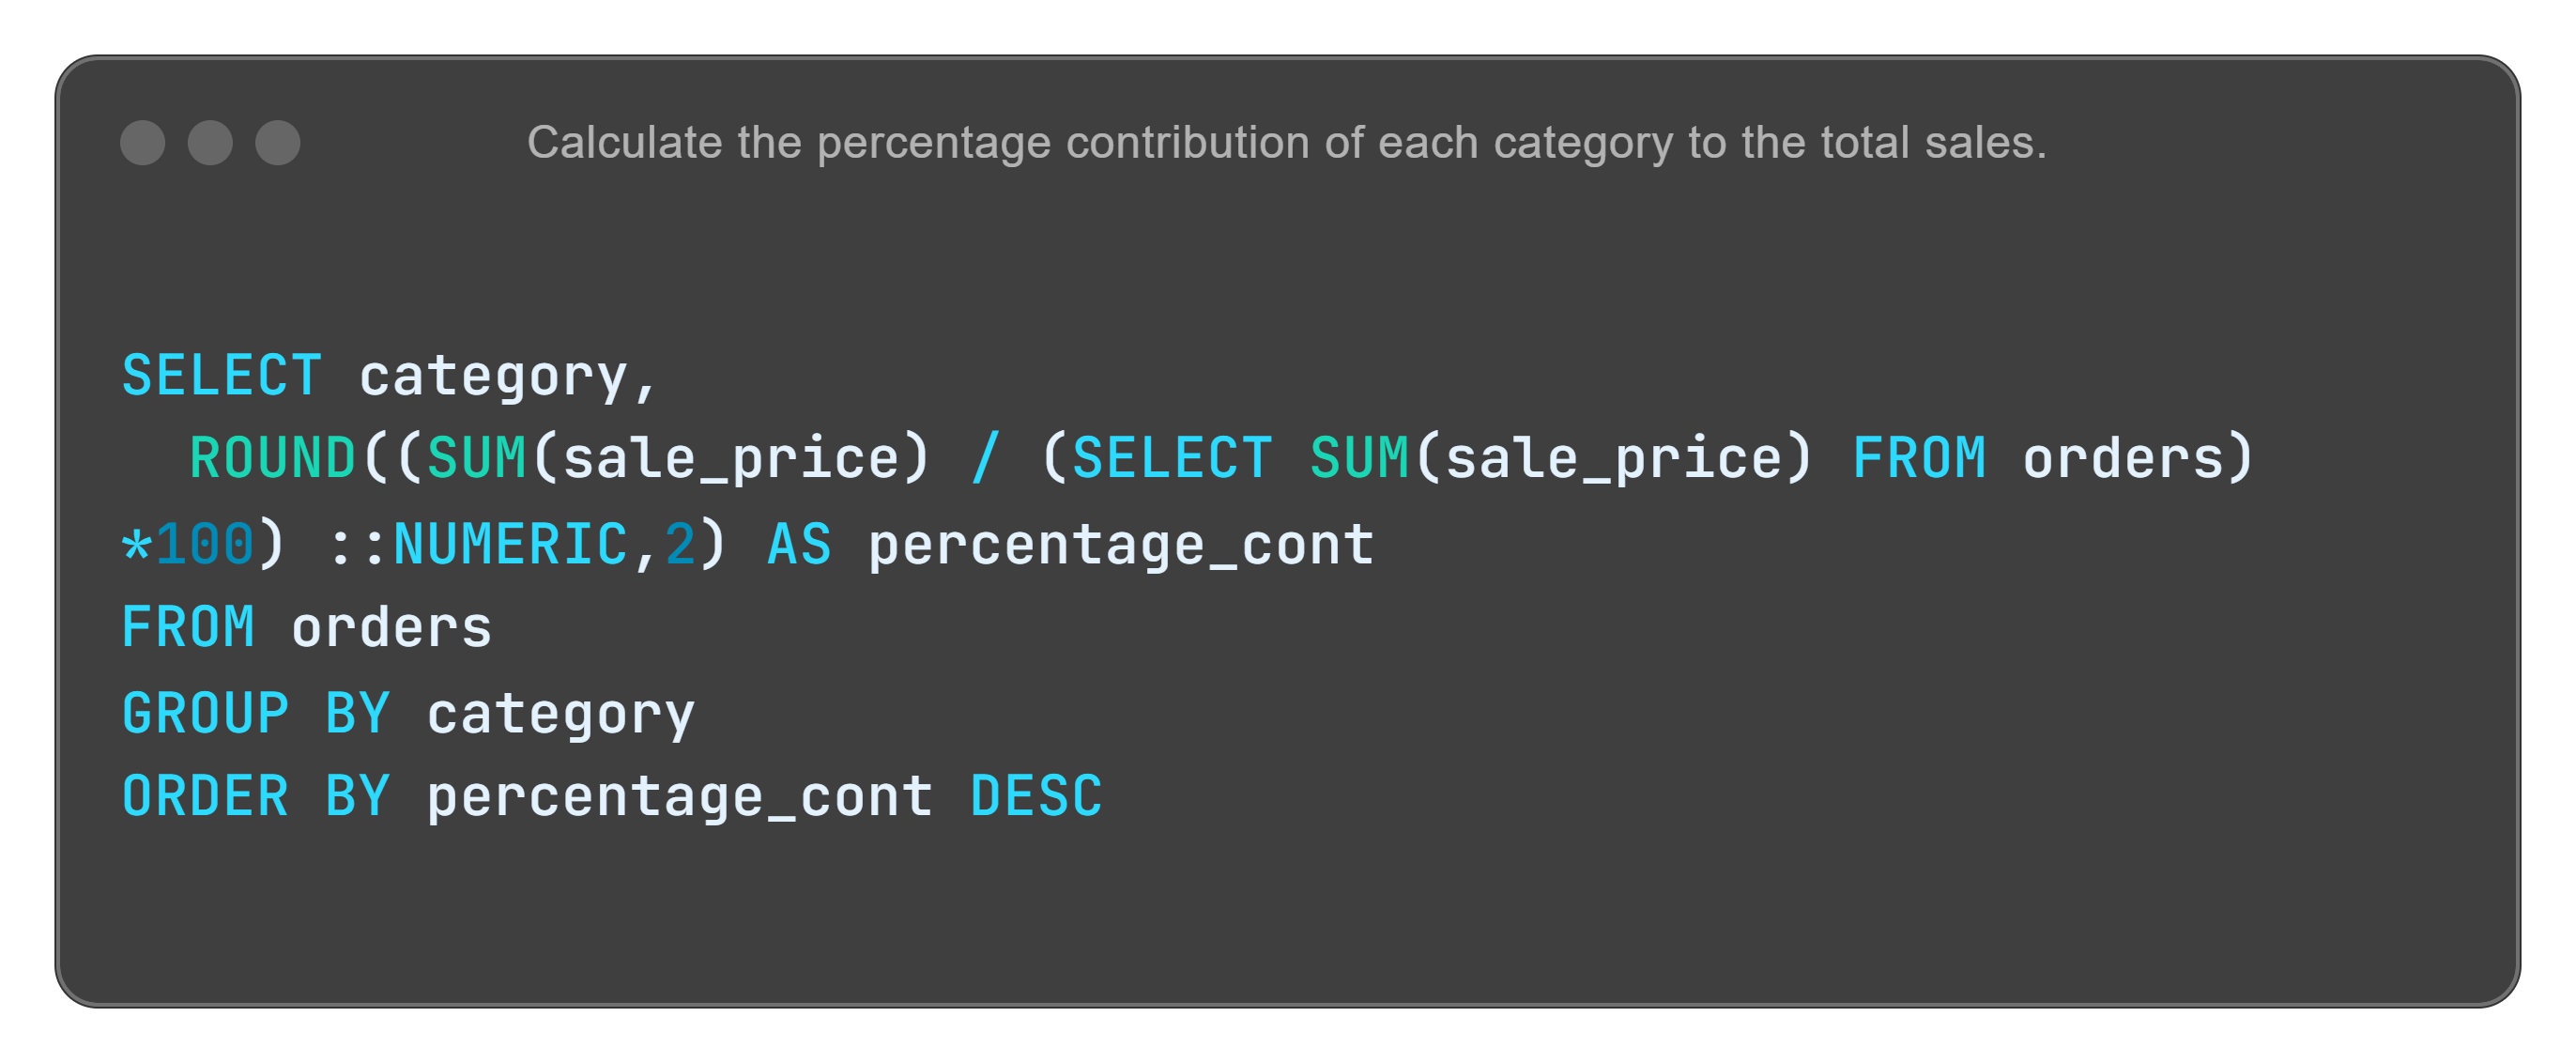 Calculate the percentage contribution of each category to the total sales.
SELECT category,
  ROUND((SUM(sale_price) / (SELECT SUM(sale_price) FROM orders)
*100) ::NUMERIC,2) AS percentage_cont
FROM orders
GROUP BY category
ORDER BY percentage_cont DESC